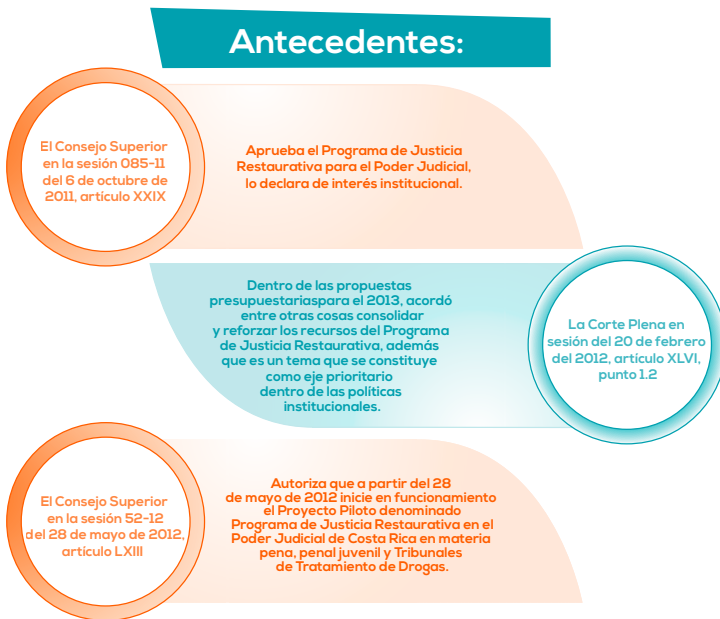 Antecedentes:
El Consejo Superior
en la sesión 085-11
del 6 de octubre de
2011, artículo XXIX
Aprueba el Programa de Justicia
Restaurativa para el Poder Judicial,
lo declara de interés institucional.
Dentro de las propuestas
presupuestariaspara el 2013, acordó
entre otras cosas consolidar
y reforzar los recursos del Programa
de Justicia Restaurativa, además
que es un tema que se constituye
como eje prioritario
dentro de las políticas
institucionales.
La Corte Plena en
sesión del 20 de febrero
del 2012, artículo XLVI,
punto 1.2
El Consejo Superior
en la sesión 52-12
del 28 de mayo de 2012,
artículo LXIII
Autoriza que a partir del 28
de mayo de 2012 inicie en funcionamiento
el Proyecto Piloto denominado
Programa de Justicia Restaurativa en el
Poder Judicial de Costa Rica en materia
pena, penal juvenil y Tribunales
de Tratamiento de Drogas.